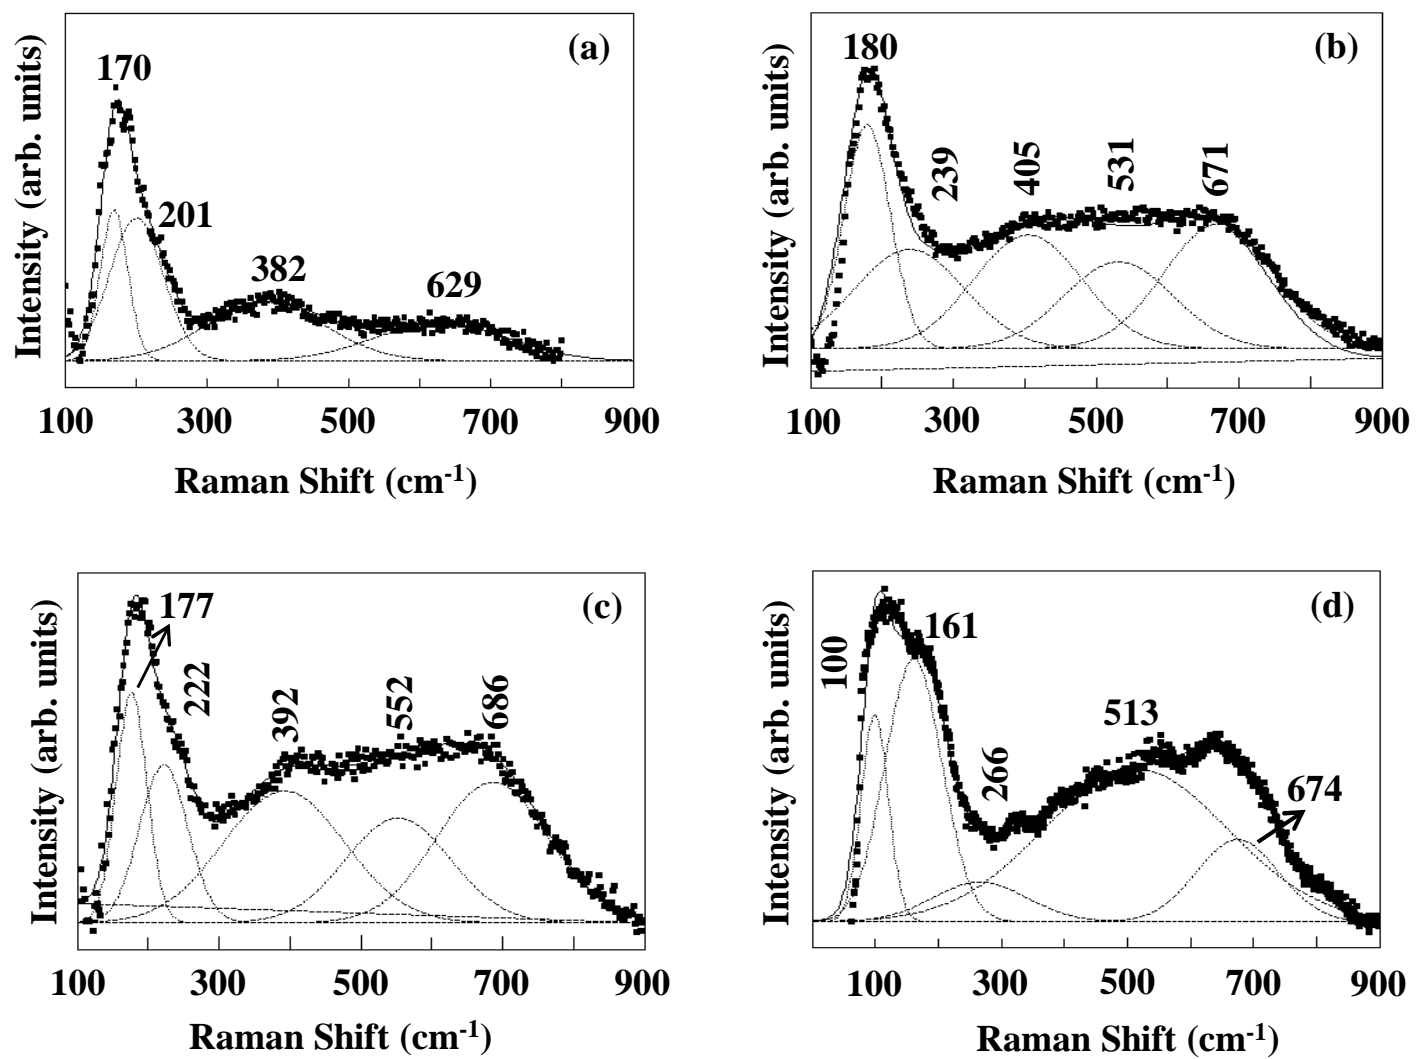 (a)
170
201
382
629
Intensity (arb. units)
100 300 500 700 900
Raman Shift (cm-1)
(b)
180
239
405
531
671
Intensity (arb. units)
100 300 500 700 900
Raman Shift (cm-1)
(c)
177
222
392
552
686
Intensity (arb. units)
100 300 500 700 900
Raman Shift (cm-1)
(d)
100
161
266
513
674
Intensity (arb. units)
100 300 500 700 900
Raman Shift (cm-1)